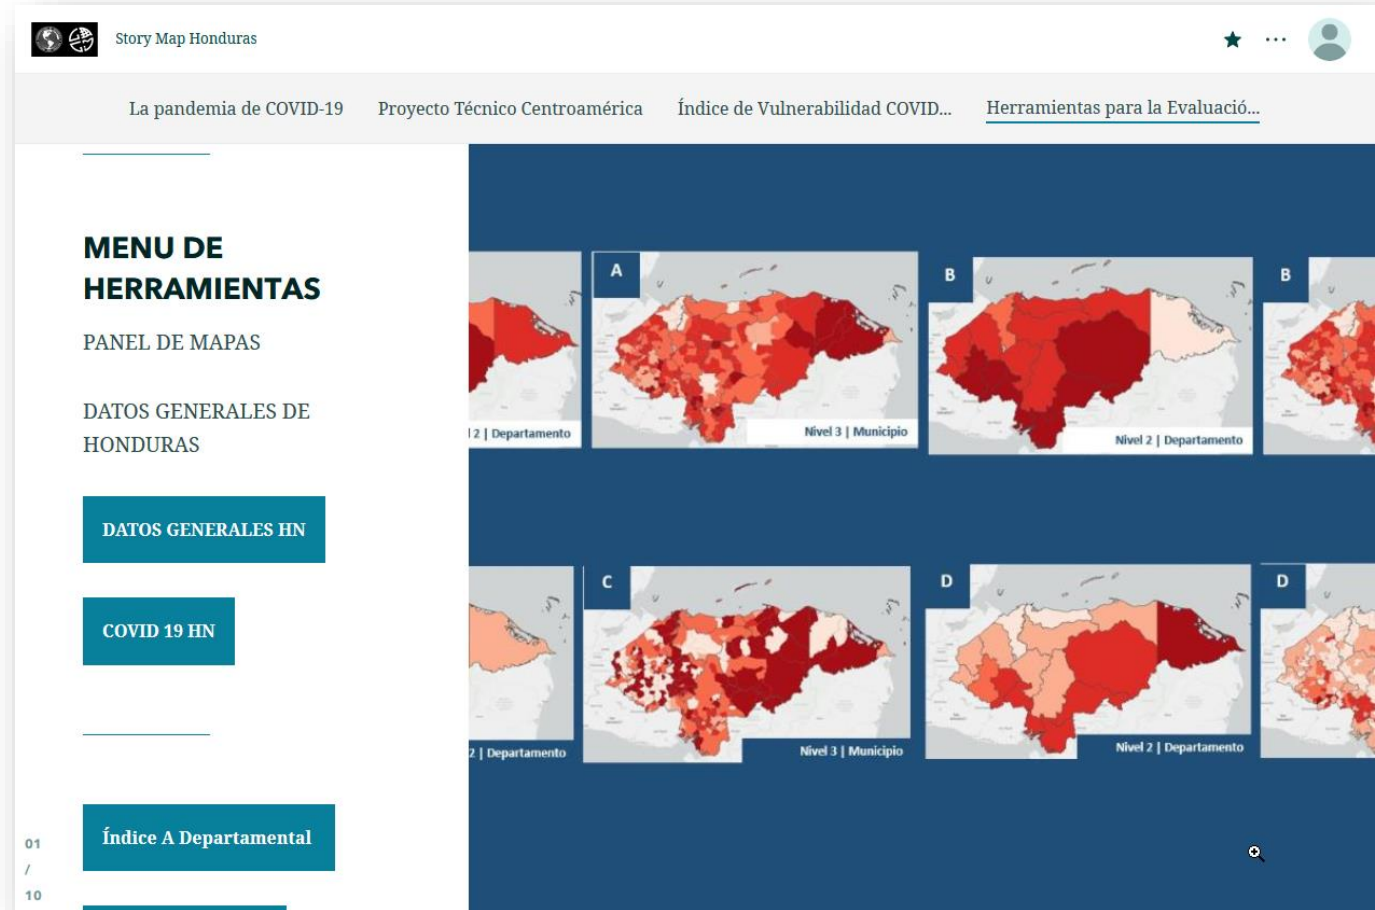 Story Map Honduras
La pandemia de COVID-19 Proyecto Técnico Centroamérica Índice de Vulnerabilidad COVID... Herramientas para la Evaluació...
MENU DE
HERRAMIENTAS
PANEL DE MAPAS
DATOS GENERALES DE
HONDURAS
DATOS GENERALES HN
COVID 19 HN
Índice A Departamental
01
/
10
A
B
B
2 | Departamento
Nivel 3 | Municipio
Nivel 2 | Departamento
C
D
D
2 | Departamento
Nivel 3 | Municipio
Nivel 2 | Departamento